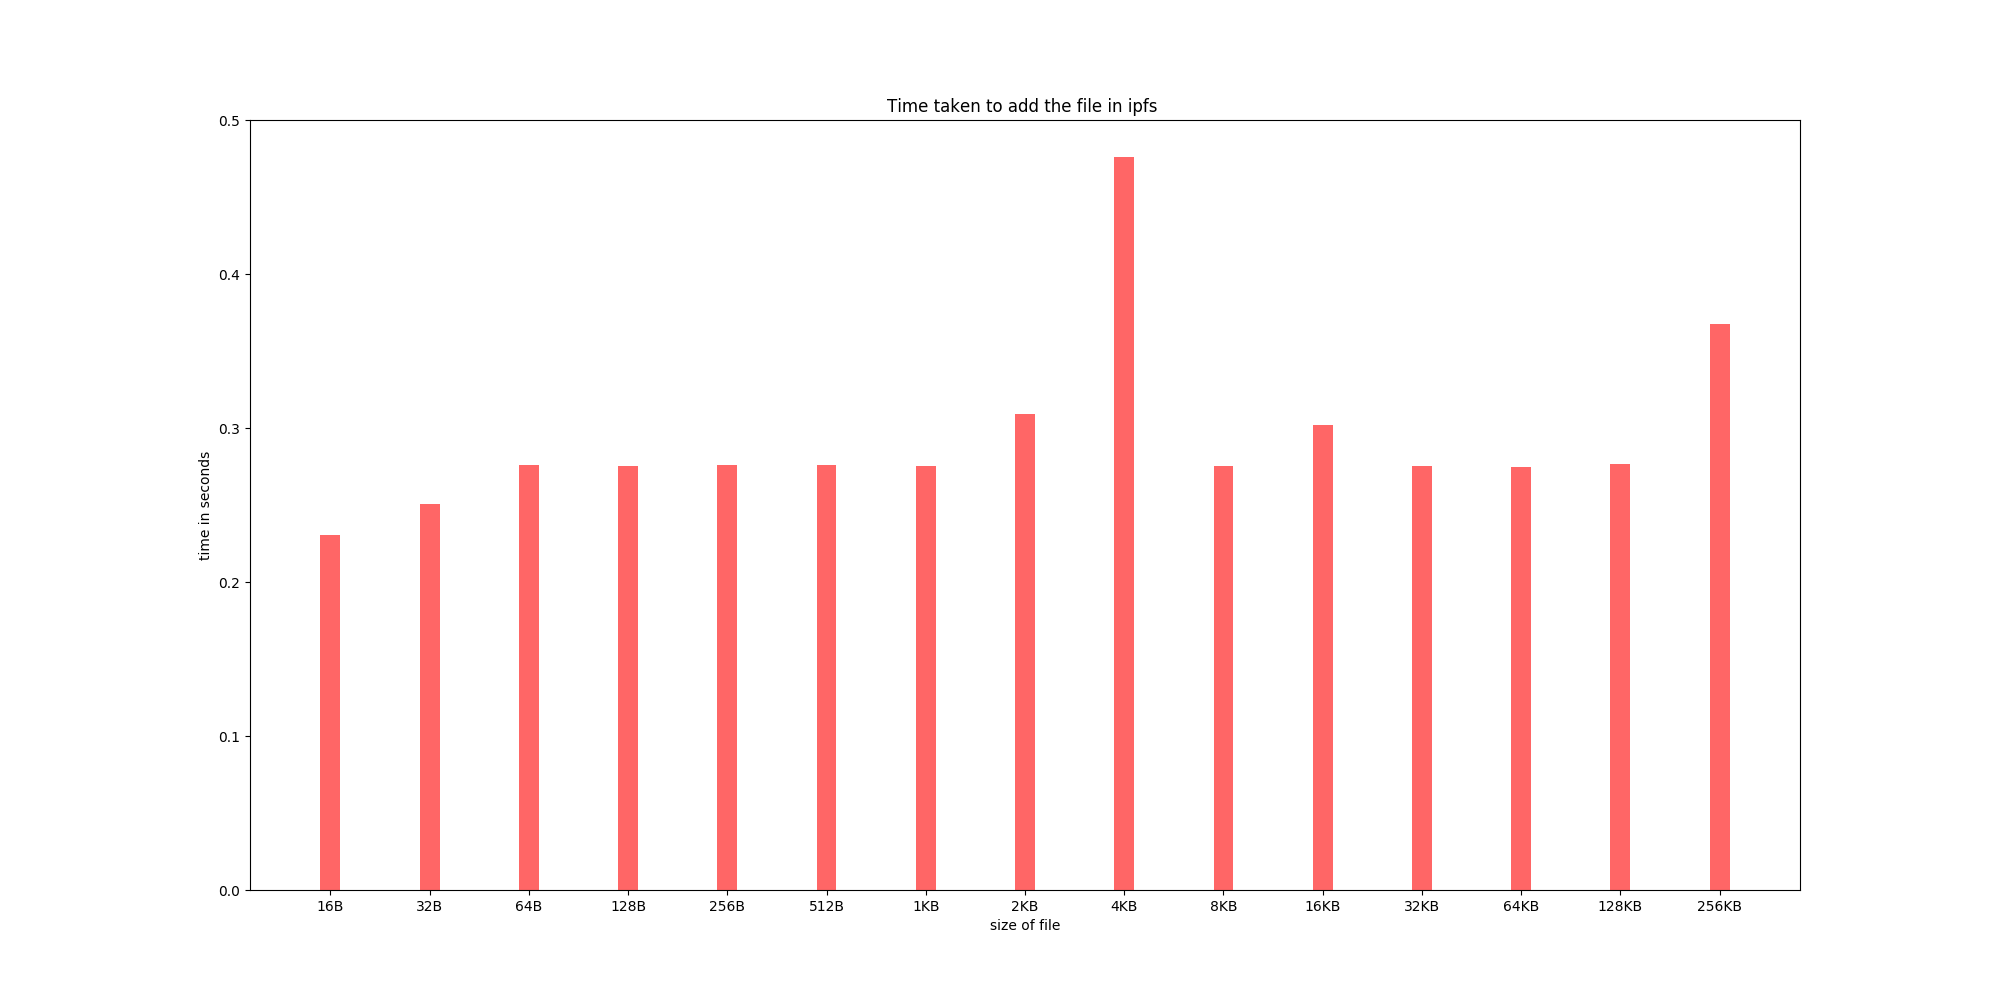 Time taken to add the file in ipfs
0.5
0.4
0.3
0.2
0.1
0.0
time in seconds
16B 32B 64B 128B 256B 512B 1KB 2KB 4KB 8KB 16KB 32KB 64KB 128KB 256KB
size of file